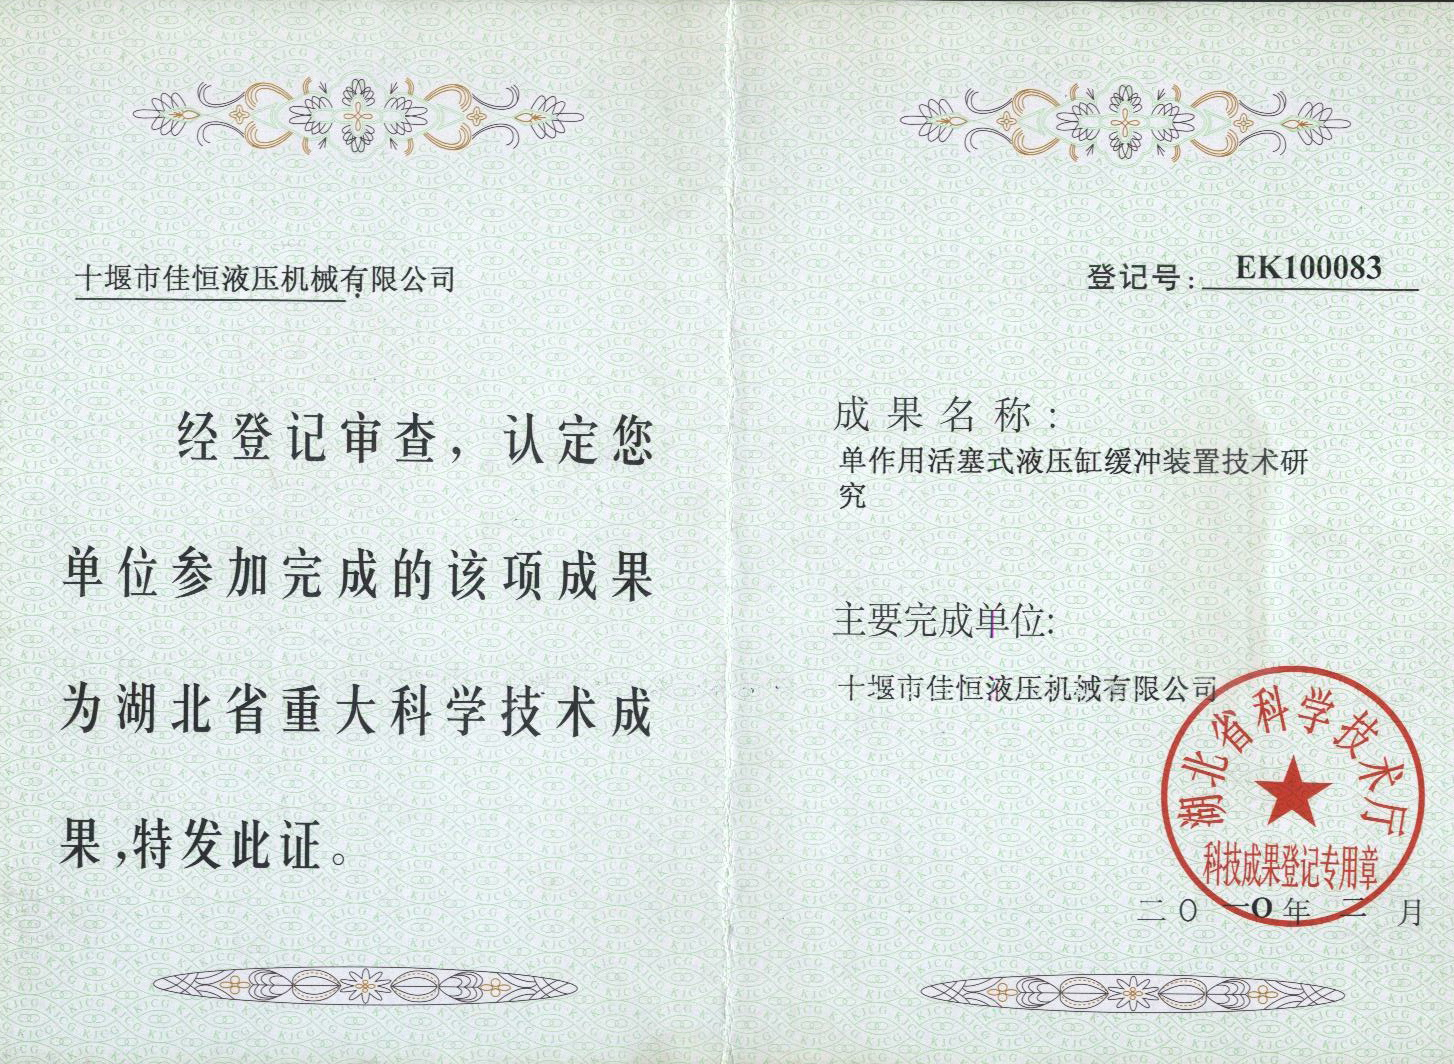 十堰市佳恒液压机械有限公司:
经登记审查，认定您
单位参加完成的该项成果
为湖北省重大科学技术成
果,特发此证。
登记号: EK100083
成果名称:
单作用活塞式液压缸缓冲装置技术研
究
主要完成单位:
十堰市佳恒液压机械有限公司
湖北省科学技术厅
科技成果登记专用章
二〇一O年 二 月